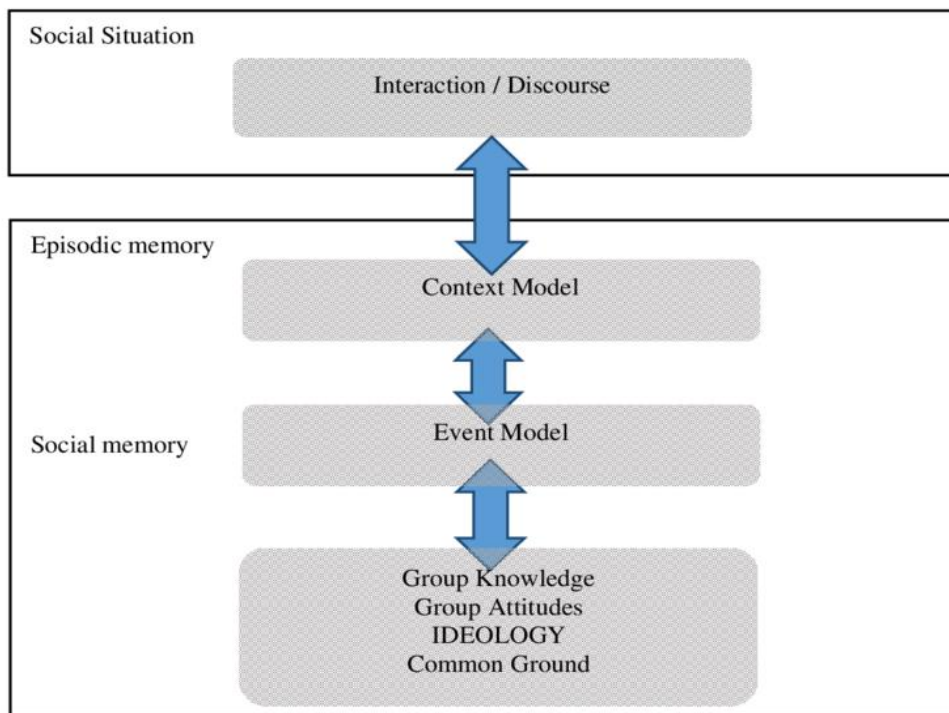 Social Situation
Interaction / Discourse
Episodic memory
Context Model
Event Model
Social memory
Group Knowledge
Group Attitudes
IDEOLOGY
Common Ground